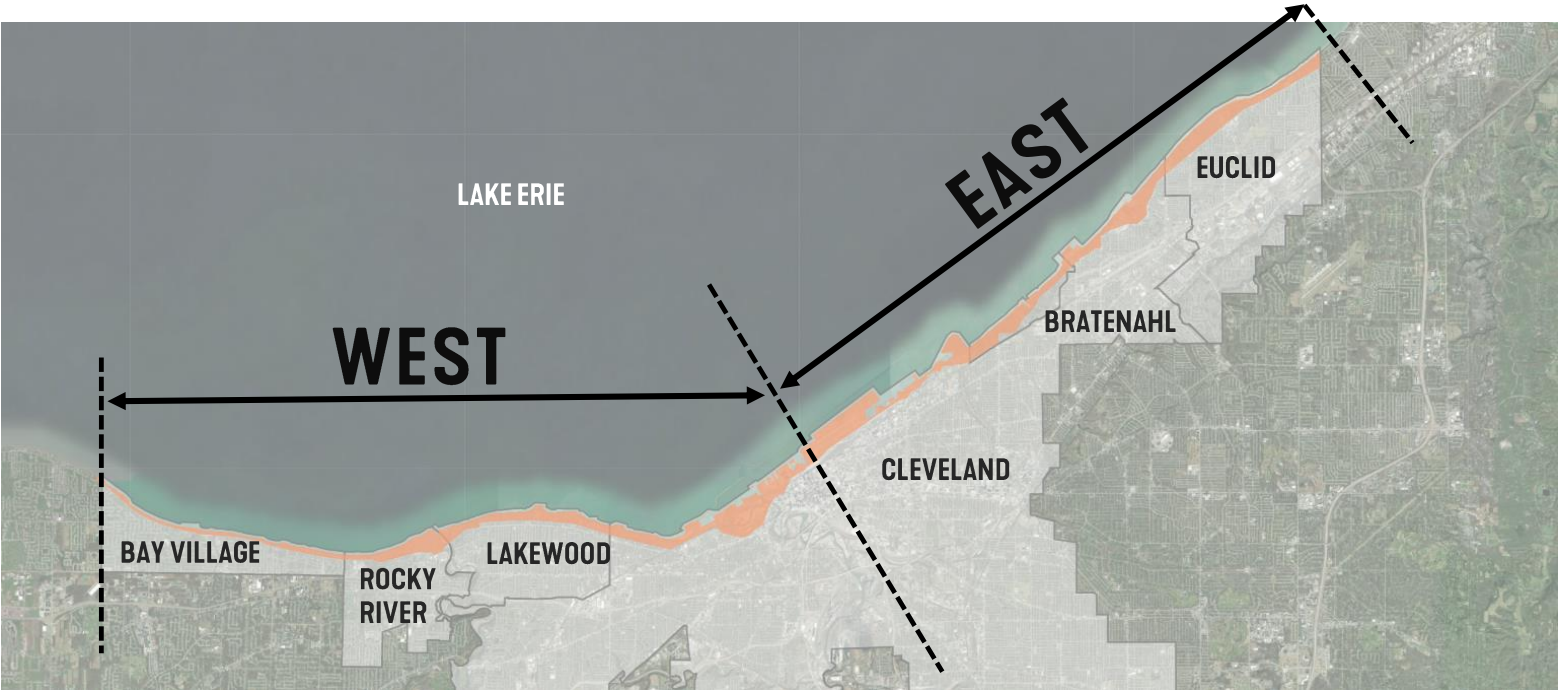 EAST
EUCLID
LAKE ERIE
BRATENAHL
WEST
CLEVELAND
BAY VILLAGE
LAKEWOOD
ROCKY
RIVER